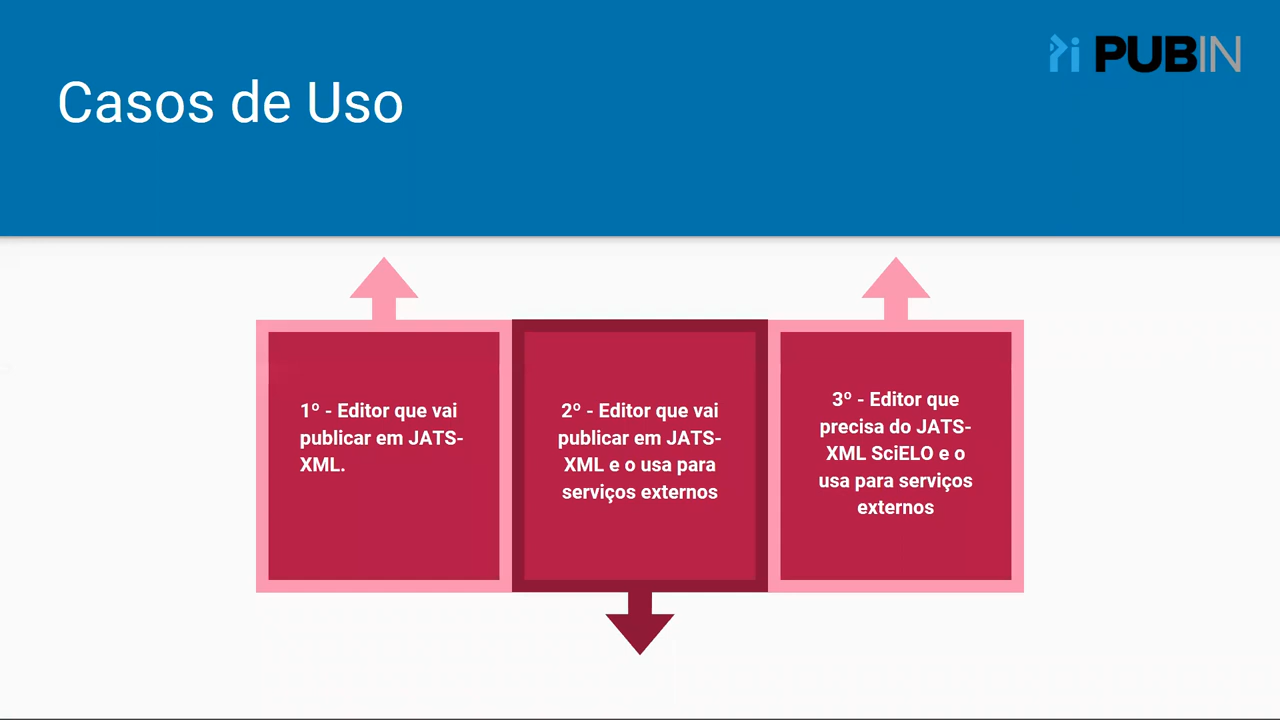 PUBIN
Casos de Uso
1º - Editor que vai
publicar em JATS-
XML.
2º - Editor que vai
publicar em JATS-
XML e o usa para
serviços externos
3º - Editor que
precisa do JATS-
XML SciELO e o
usa para serviços
externos